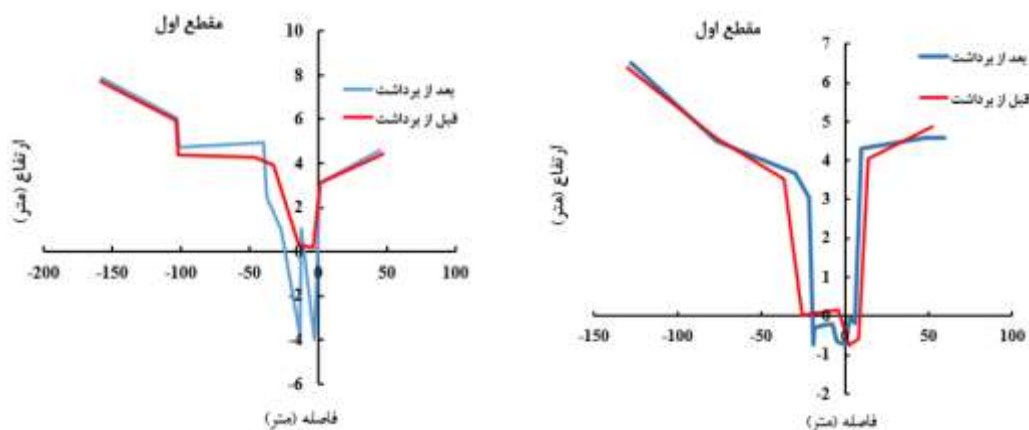 مقطع اول
بعد از برداشت
قبل از برداشت
ارتفاع (متر)
10
8
6
4
2
0
-2
-4
-6
-200 -150 -100 -50 0 50 100
فاصله (متر)
مقطع اول
بعد از برداشت
قبل از برداشت
ارتفاع (متر)
7
6
5
4
3
2
1
0
-1
-2
-150 -100 -50 0 50 100
فاصله (متر)